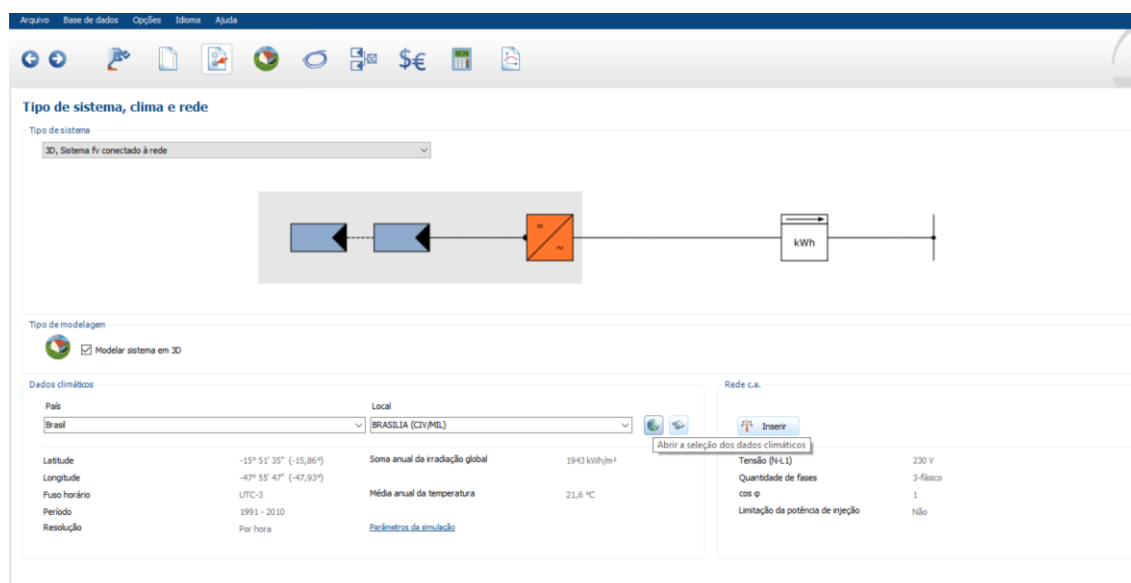 Arquivo Base de dados Opções Idioma Ajuda
$€
Tipo de sistema, clima e rede
Tipo de sistema
3D, Sistema fv conectado à rede
=
~
kWh
Tipo de modelagem
Modelar sistema em 3D
Dados climáticos
Rede c.a.
País Local
Brasil BRASILIA (CIV/MIL)
Inserir
Abrir a seleção dos dados climáticos
Latitude -15° 51' 35" (-15,86°) Soma anual da irradiação global 1943 kWh/m² Tensão (N-L1) 230 V
Longitude -47° 55' 47" (-47,93°) Quantidade de fases 3-fásico
Fuso horário UTC-3 Média anual da temperatura 21,6 °C cos φ 1
Período 1991 - 2010 Limitação da potência de injeção Não
Resolução Por hora Parâmetros da simulação